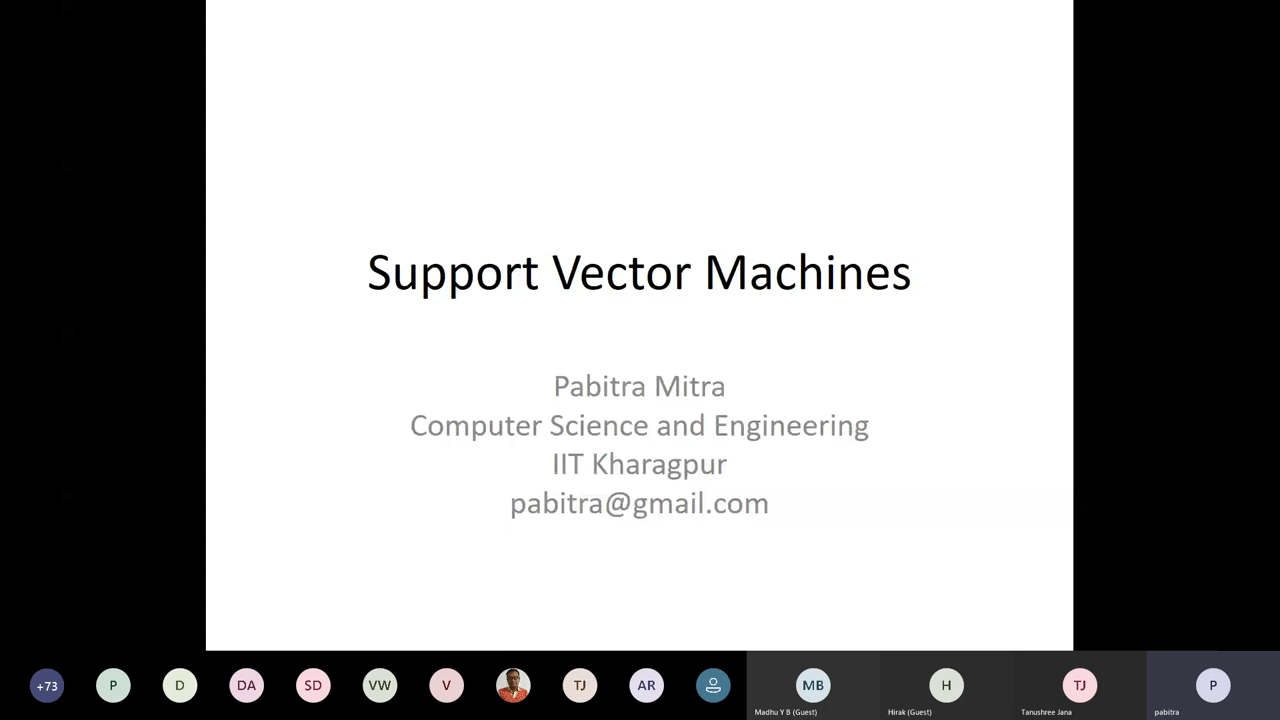 Support Vector Machines
Pabitra Mitra
Computer Science and Engineering
IIT Kharagpur
pabitra@gmail.com
+73
P
D
DA
SD
VW
V
TJ
AR
MB
H
TJ
P
Madhu Y B (Guest)
Hirak (Guest)
Tanushree Jana
pabitra